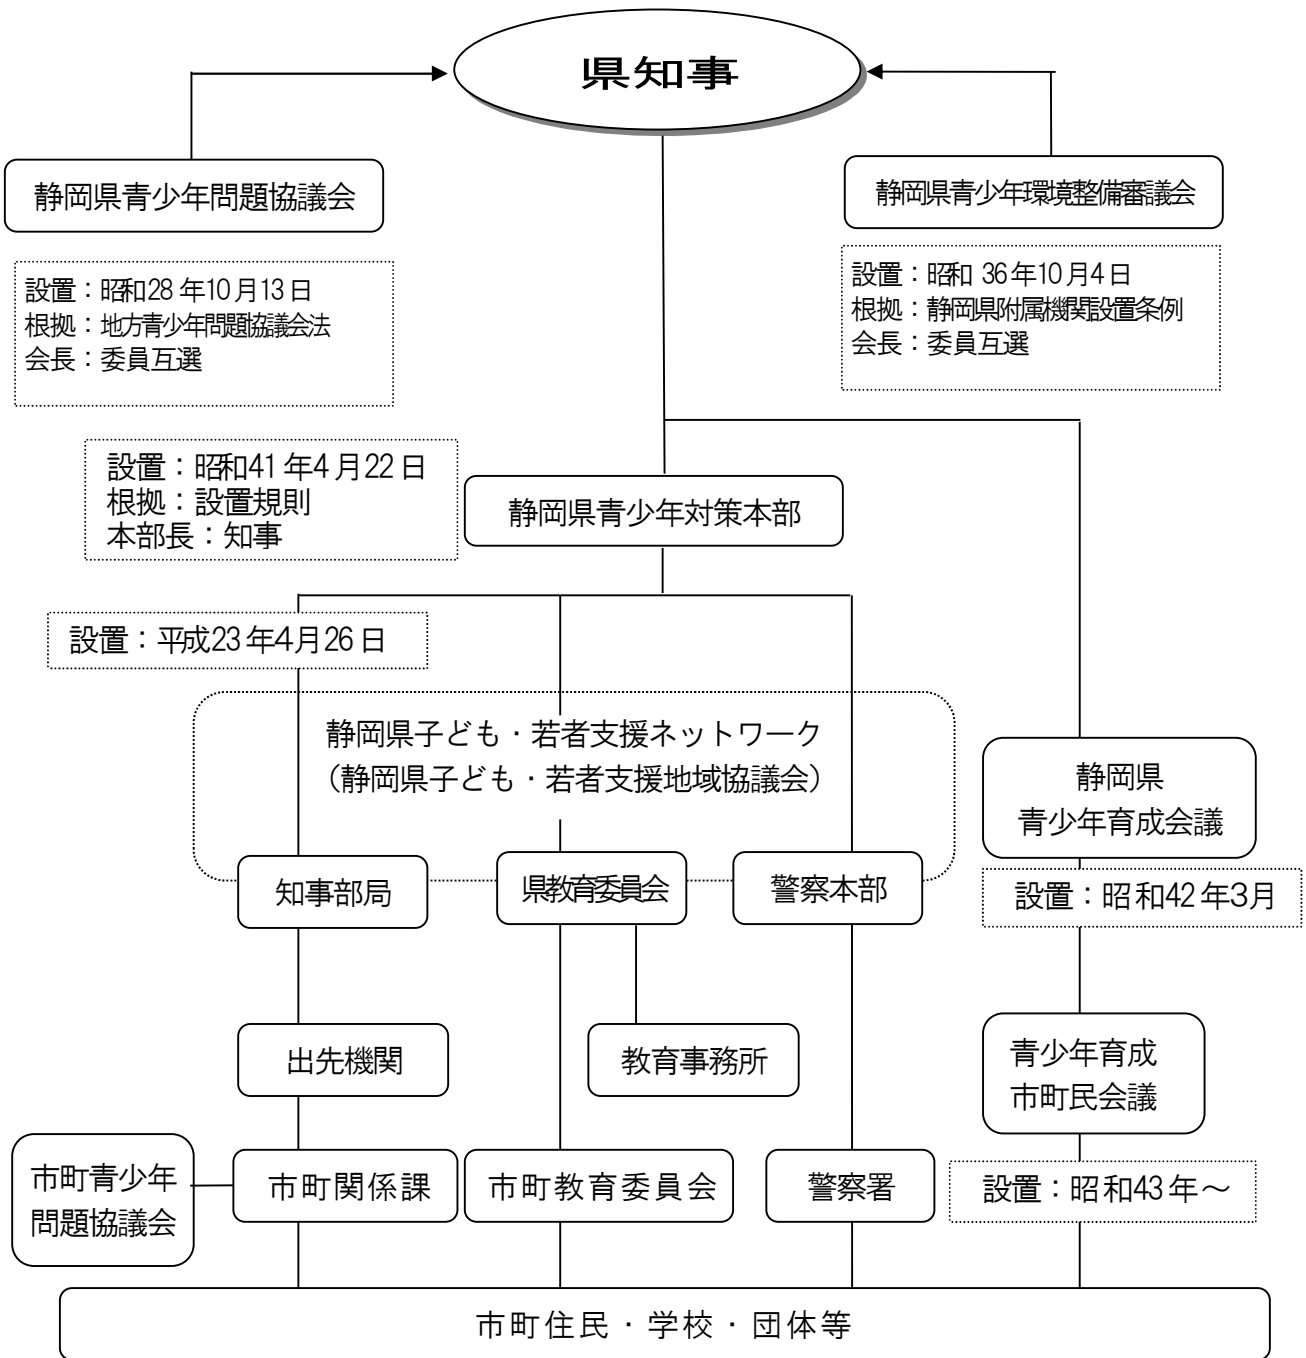 県知事
静岡県青少年問題協議会
静岡県青少年環境整備審議会
設置：昭和28年10月13日
根拠：地方青少年問題協議会法
会長：委員互選
設置：昭和36年10月4日
根拠：静岡県附属機関設置条例
会長：委員互選
設置：昭和41年4月22日
根拠：設置規則
本部長：知事
静岡県青少年対策本部
設置：平成23年4月26日
静岡県子ども・若者支援ネットワーク
（静岡県子ども・若者支援地域協議会）
静岡県
青少年育成会議
知事部局
県教育委員会
警察本部
設置：昭和42年3月
出先機関
教育事務所
青少年育成
市町民会議
市町青少年
問題協議会
市町関係課
市町教育委員会
警察署
設置：昭和43年～
市町住民・学校・団体等